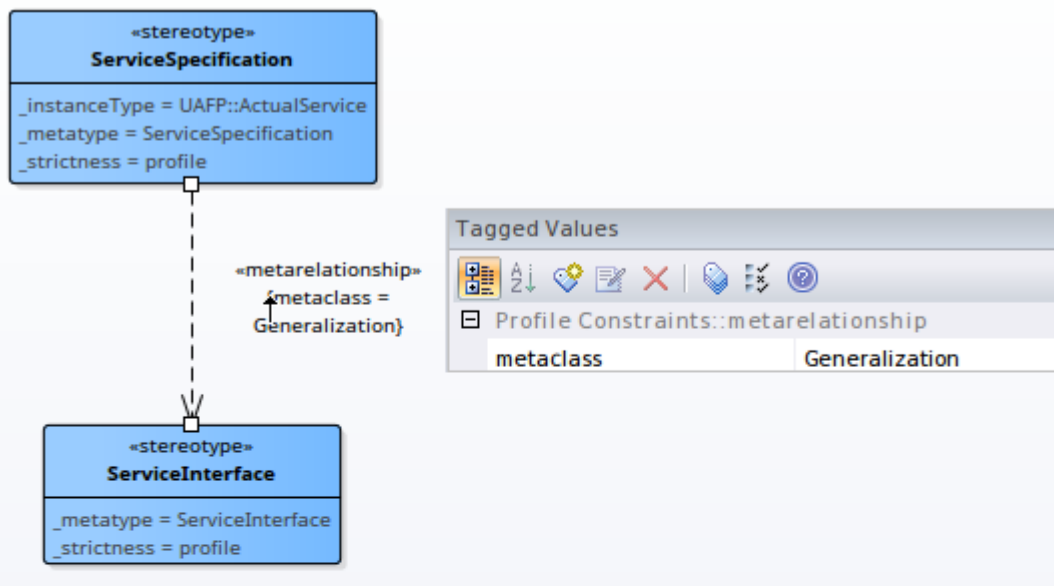 «stereotype»
ServiceSpecification
_instanceType = UAFP::ActualService
_metatype = ServiceSpecification
_strictness = profile
«metarelationship»
{metaclass =
Generalization}
Tagged Values
Profile Constraints::metarelationship
metaclass Generalization
«stereotype»
ServiceInterface
_metatype = ServiceInterface
_strictness = profile